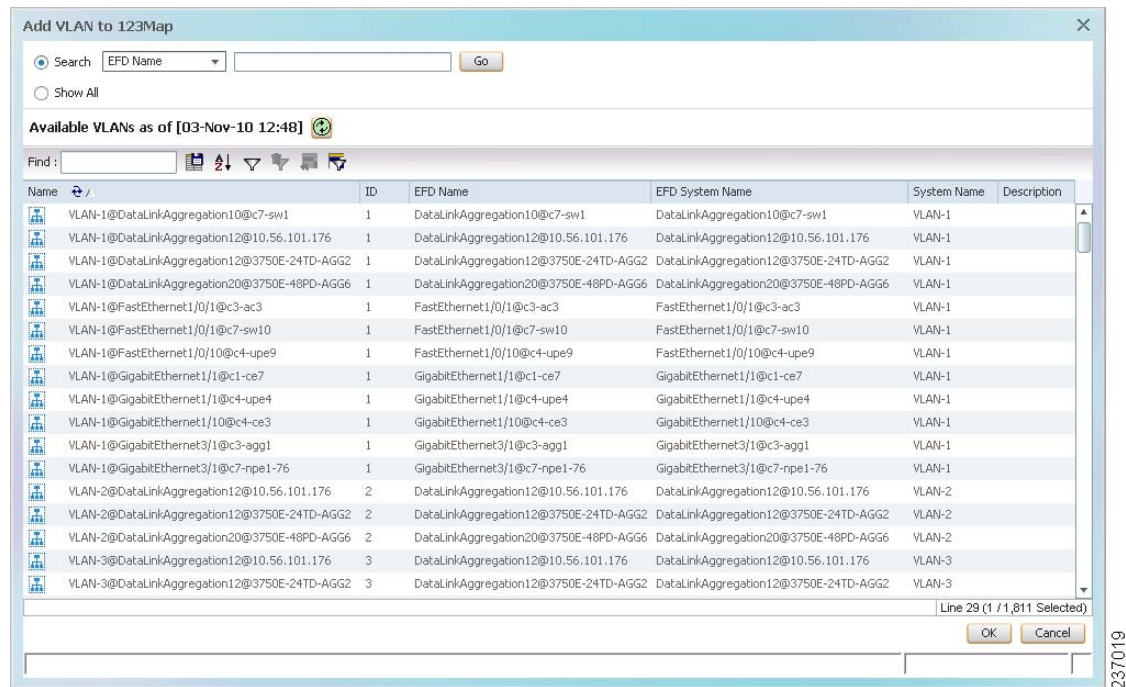 Add VLAN to 123Map
Search EFD Name Go
Show All
Available VLANs as of [03-Nov-10 12:48]
Find :
Name ID EFD Name EFD System Name System Name Description
VLAN-1@DataLinkAggregation10@c7-sw1 1 DataLinkAggregation10@c7-sw1 DataLinkAggregation10@c7-sw1 VLAN-1
VLAN-1@DataLinkAggregation12@10.56.101.176 1 DataLinkAggregation12@10.56.101.176 DataLinkAggregation12@10.56.101.176 VLAN-1
VLAN-1@DataLinkAggregation12@3750E-24TD-AGG2 1 DataLinkAggregation12@3750E-24TD-AGG2 DataLinkAggregation12@3750E-24TD-AGG2 VLAN-1
VLAN-1@DataLinkAggregation20@3750E-48PD-AGG6 1 DataLinkAggregation20@3750E-48PD-AGG6 DataLinkAggregation20@3750E-48PD-AGG6 VLAN-1
VLAN-1@FastEthernet1/0/1@c3-ac3 1 FastEthernet1/0/1@c3-ac3 FastEthernet1/0/1@c3-ac3 VLAN-1
VLAN-1@FastEthernet1/0/1@c7-sw10 1 FastEthernet1/0/1@c7-sw10 FastEthernet1/0/1@c7-sw10 VLAN-1
VLAN-1@FastEthernet1/0/10@c4-upe9 1 FastEthernet1/0/10@c4-upe9 FastEthernet1/0/10@c4-upe9 VLAN-1
VLAN-1@GigabitEthernet1/1@c1-ce7 1 GigabitEthernet1/1@c1-ce7 GigabitEthernet1/1@c1-ce7 VLAN-1
VLAN-1@GigabitEthernet1/1@c4-upe4 1 GigabitEthernet1/1@c4-upe4 GigabitEthernet1/1@c4-upe4 VLAN-1
VLAN-1@GigabitEthernet1/10@c4-ce3 1 GigabitEthernet1/10@c4-ce3 GigabitEthernet1/10@c4-ce3 VLAN-1
VLAN-1@GigabitEthernet3/1@c3-agg1 1 GigabitEthernet3/1@c3-agg1 GigabitEthernet3/1@c3-agg1 VLAN-1
VLAN-1@GigabitEthernet3/1@c7-npe1-76 1 GigabitEthernet3/1@c7-npe1-76 GigabitEthernet3/1@c7-npe1-76 VLAN-1
VLAN-2@DataLinkAggregation12@10.56.101.176 2 DataLinkAggregation12@10.56.101.176 DataLinkAggregation12@10.56.101.176 VLAN-2
VLAN-2@DataLinkAggregation12@3750E-24TD-AGG2 2 DataLinkAggregation12@3750E-24TD-AGG2 DataLinkAggregation12@3750E-24TD-AGG2 VLAN-2
VLAN-2@DataLinkAggregation20@3750E-48PD-AGG6 2 DataLinkAggregation20@3750E-48PD-AGG6 DataLinkAggregation20@3750E-48PD-AGG6 VLAN-2
VLAN-3@DataLinkAggregation12@10.56.101.176 3 DataLinkAggregation12@10.56.101.176 DataLinkAggregation12@10.56.101.176 VLAN-3
VLAN-3@DataLinkAggregation12@3750E-24TD-AGG2 3 DataLinkAggregation12@3750E-24TD-AGG2 DataLinkAggregation12@3750E-24TD-AGG2 VLAN-3
Line 29 (1 / 1,811 Selected)
OK Cancel
237019